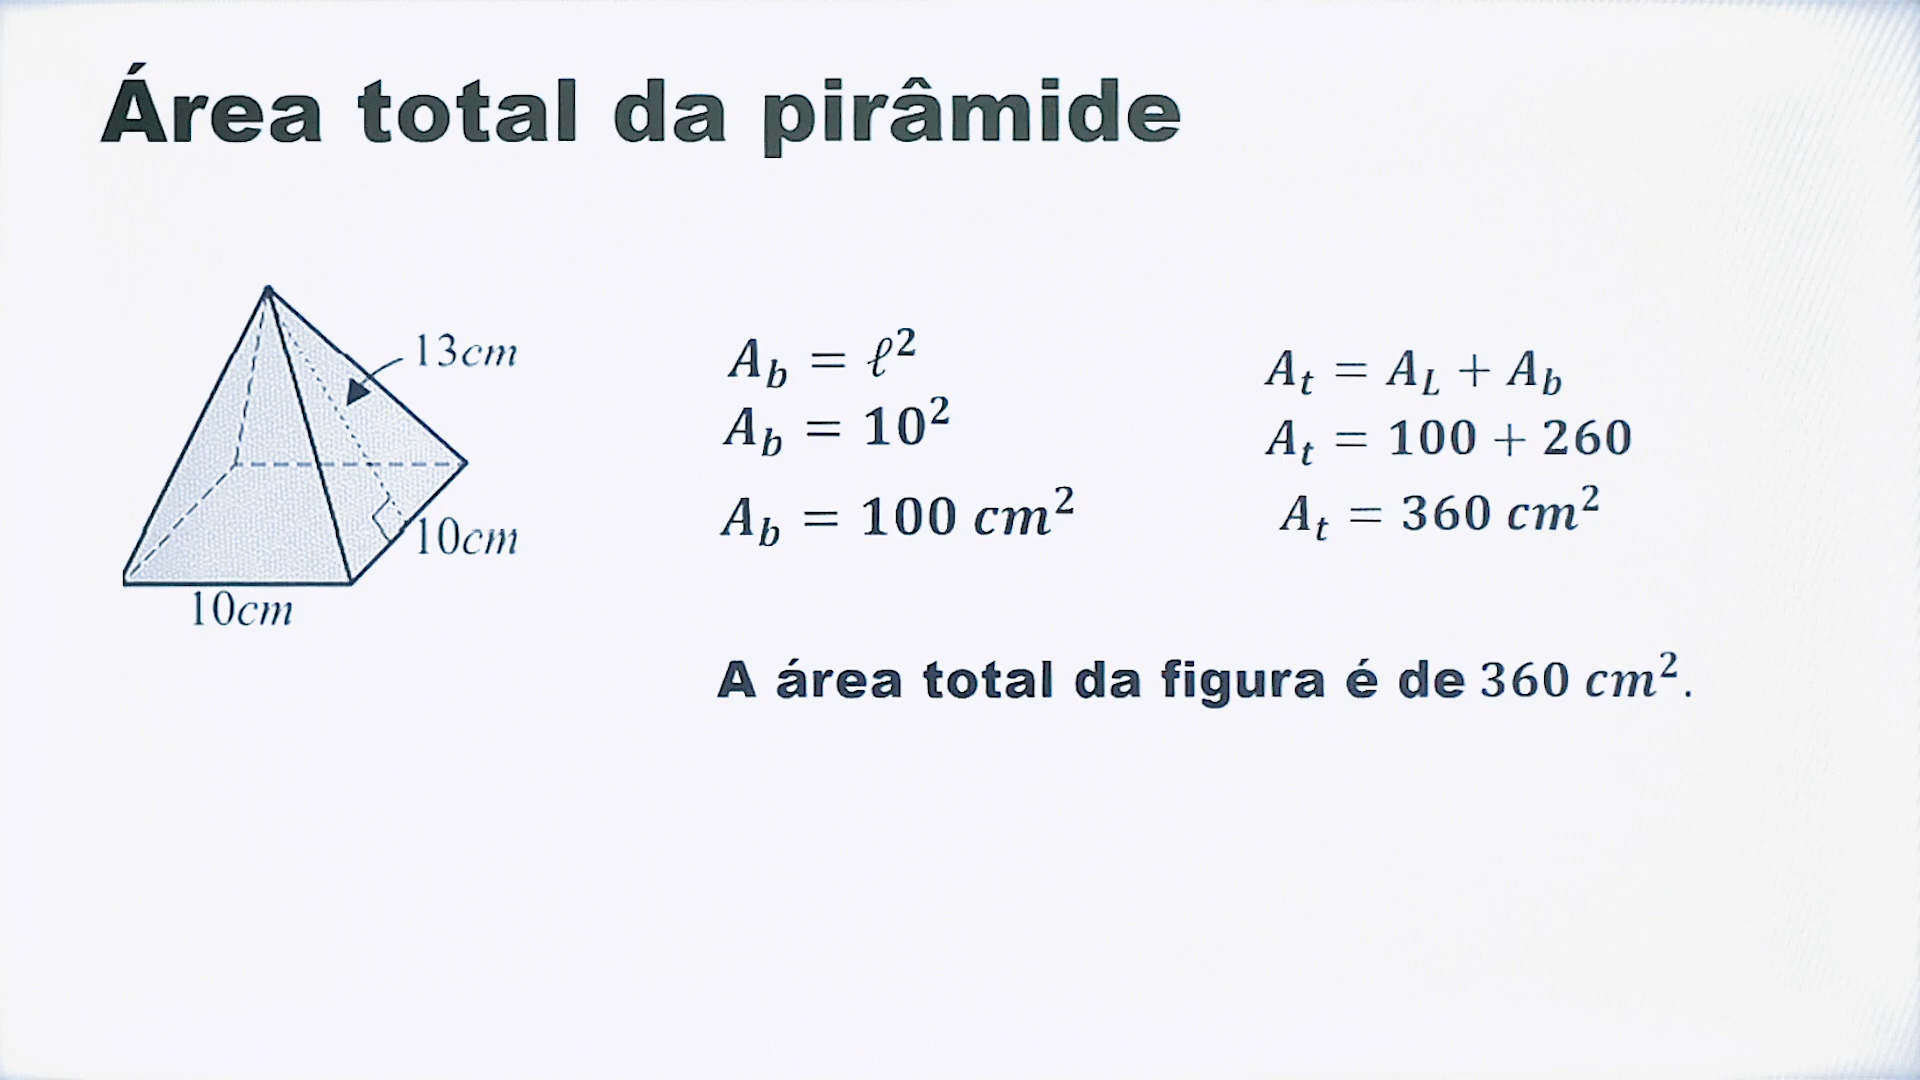 Área total da pirâmide
13cm
10cm
10cm
A_b = ℓ²
A_b = 10²
A_b = 100 cm²
A_t = A_L + A_b
A_t = 100 + 260
A_t = 360 cm²
A área total da figura é de 360 cm².